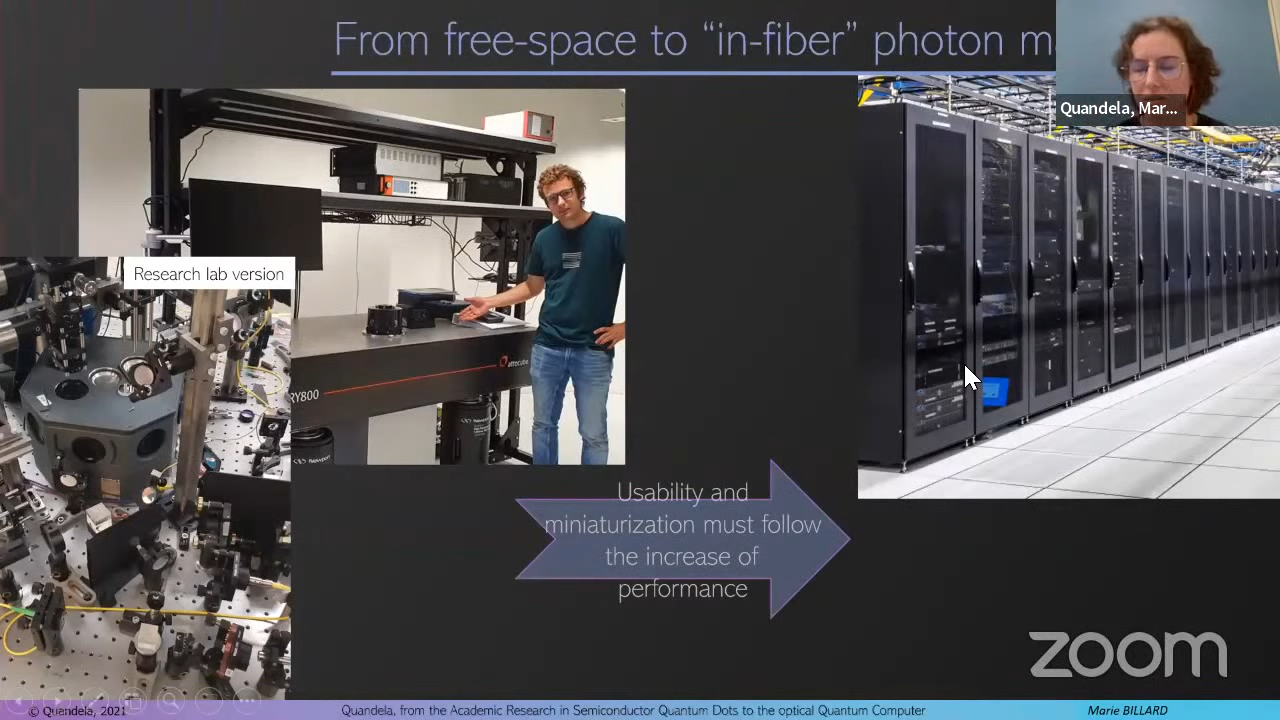 From free-space to “in-fiber” photon m
Quandela, Mar...
Research lab version
attocube
RY800
Newport
Usability and
miniaturization must follow
the increase of
performance
zoom
© Quandela, 2021
Quandela, from the Academic Research in Semiconductor Quantum Dots to the optical Quantum Computer
Marie BILLARD